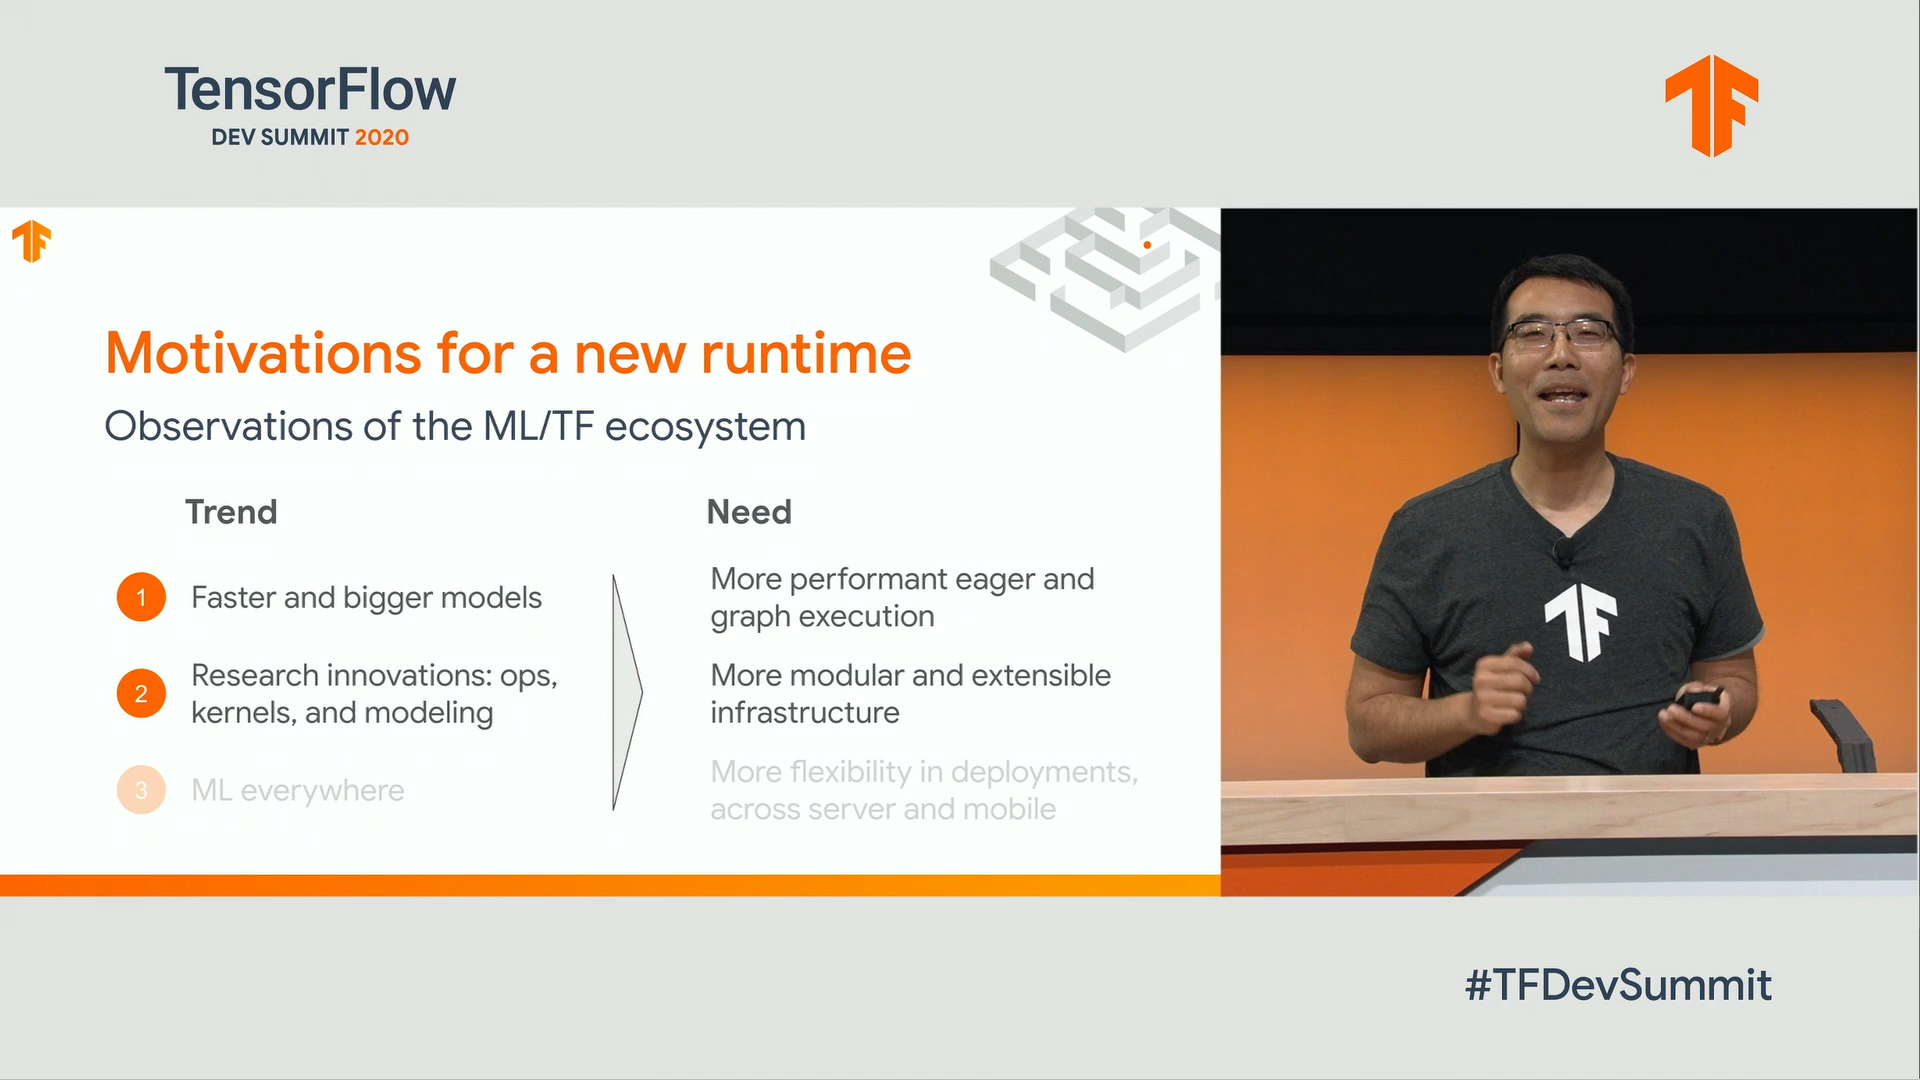 TensorFlow
DEV SUMMIT 2020
Motivations for a new runtime
Observations of the ML/TF ecosystem
Trend
Need
1
Faster and bigger models
More performant eager and
graph execution
2
Research innovations: ops,
kernels, and modeling
More modular and extensible
infrastructure
3
ML everywhere
More flexibility in deployments,
across server and mobile
#TFDevSummit